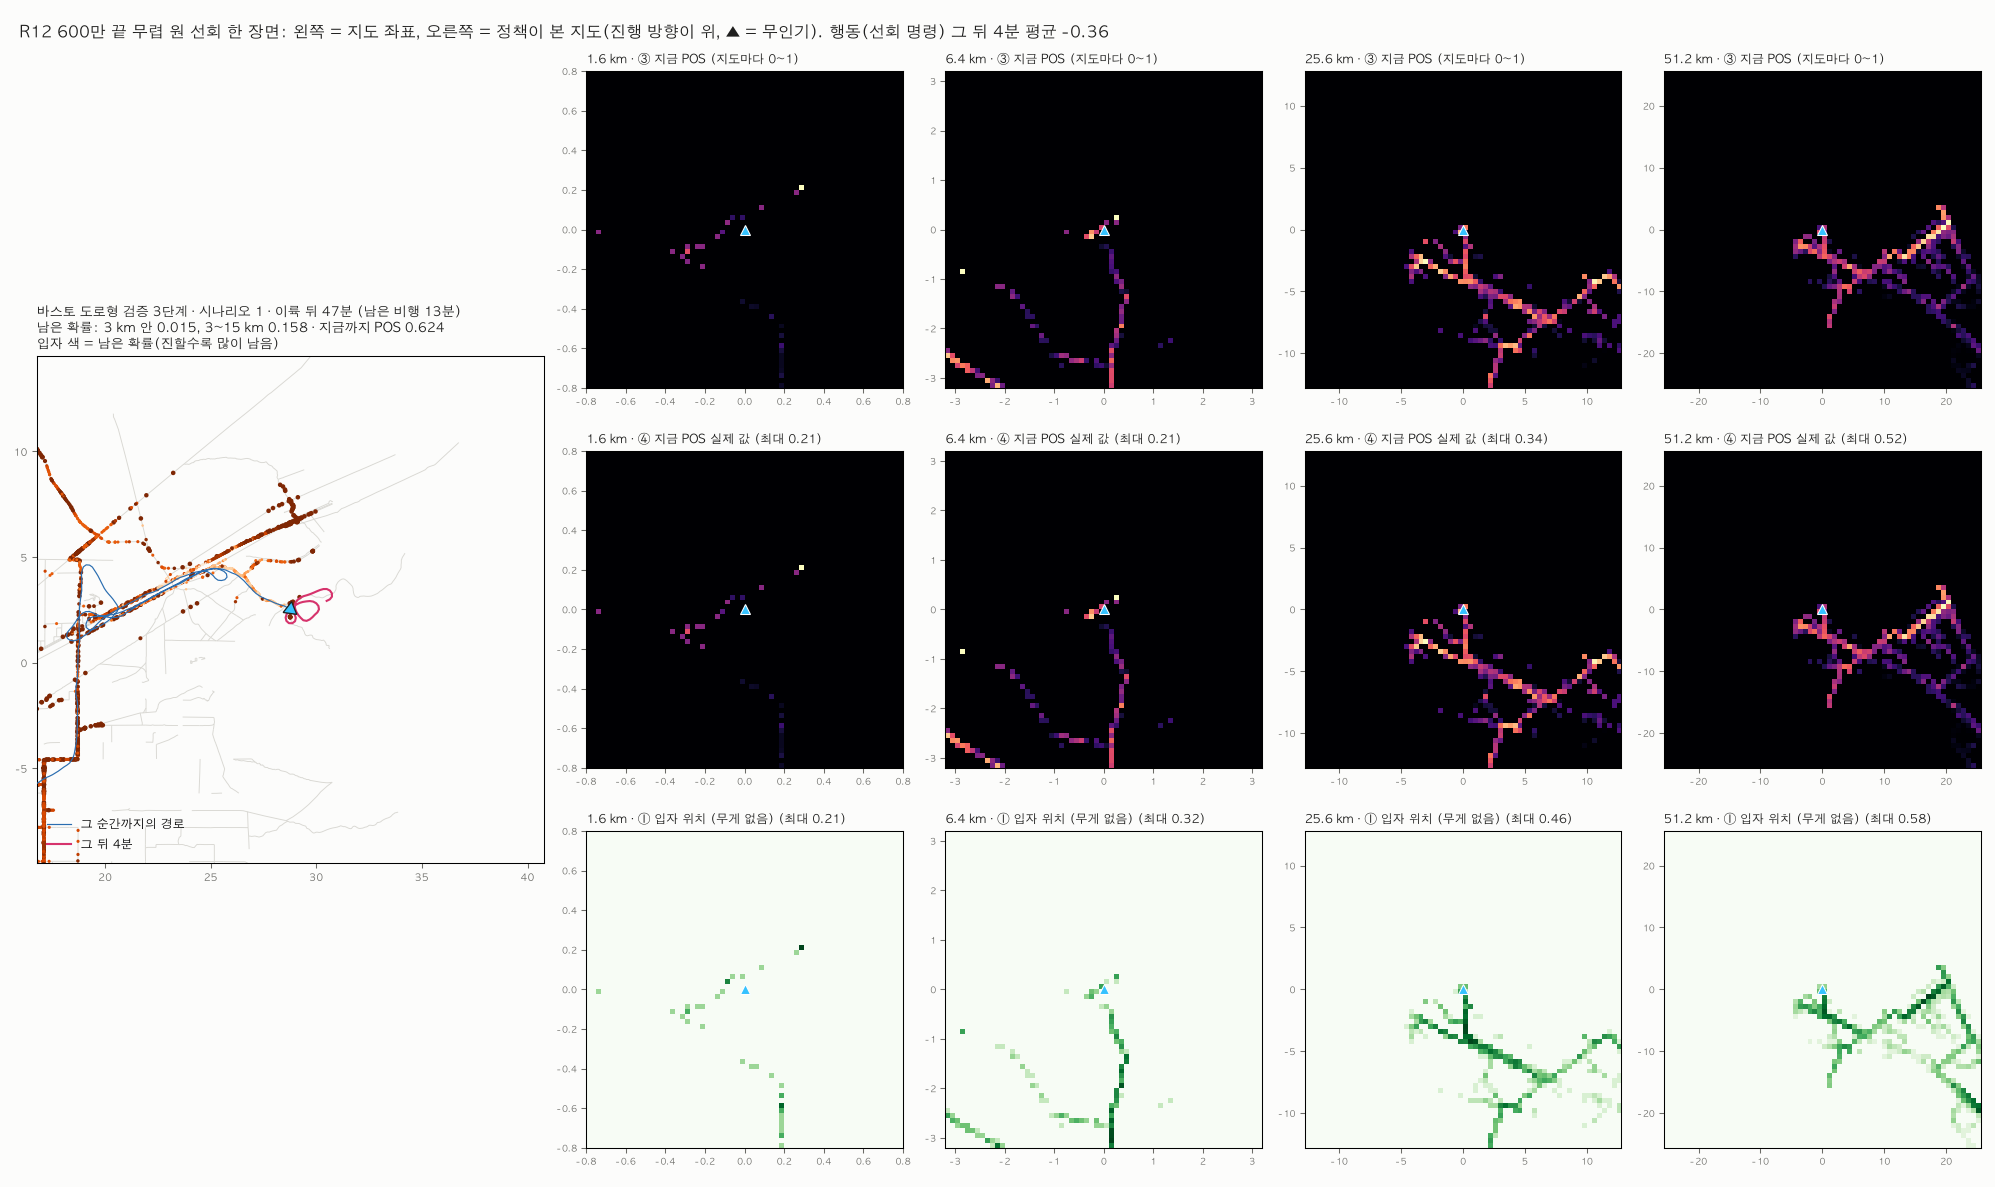 R12 600만 끝 무렵 원 선회 한 장면: 왼쪽 = 지도 좌표, 오른쪽 = 정책이 본 지도(진행 방향이 위, ▲ = 무인기). 행동(선회 명령) 그 뒤 4분 평균 -0.36
1.6 km · ③ 지금 POS (지도마다 0~1)
6.4 km · ③ 지금 POS (지도마다 0~1)
25.6 km · ③ 지금 POS (지도마다 0~1)
51.2 km · ③ 지금 POS (지도마다 0~1)
바스토 도로형 검증 3단계 · 시나리오 1 · 이륙 뒤 47분 (남은 비행 13분)
남은 확률: 3 km 안 0.015, 3~15 km 0.158 · 지금까지 POS 0.624
입자 색 = 남은 확률(진할수록 많이 남음)
그 순간까지의 경로
그 뒤 4분
1.6 km · ④ 지금 POS 실제 값 (최대 0.21)
6.4 km · ④ 지금 POS 실제 값 (최대 0.21)
25.6 km · ④ 지금 POS 실제 값 (최대 0.34)
51.2 km · ④ 지금 POS 실제 값 (최대 0.52)
1.6 km · ① 입자 위치 (무게 없음) (최대 0.21)
6.4 km · ① 입자 위치 (무게 없음) (최대 0.32)
25.6 km · ① 입자 위치 (무게 없음) (최대 0.46)
51.2 km · ① 입자 위치 (무게 없음) (최대 0.58)